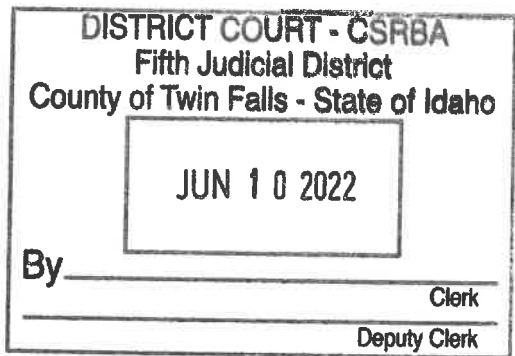 DISTRICT COURT - CSRBA
Fifth Judicial District
County of Twin Falls - State of Idaho
JUN 10 2022
By
Clerk
Deputy Clerk